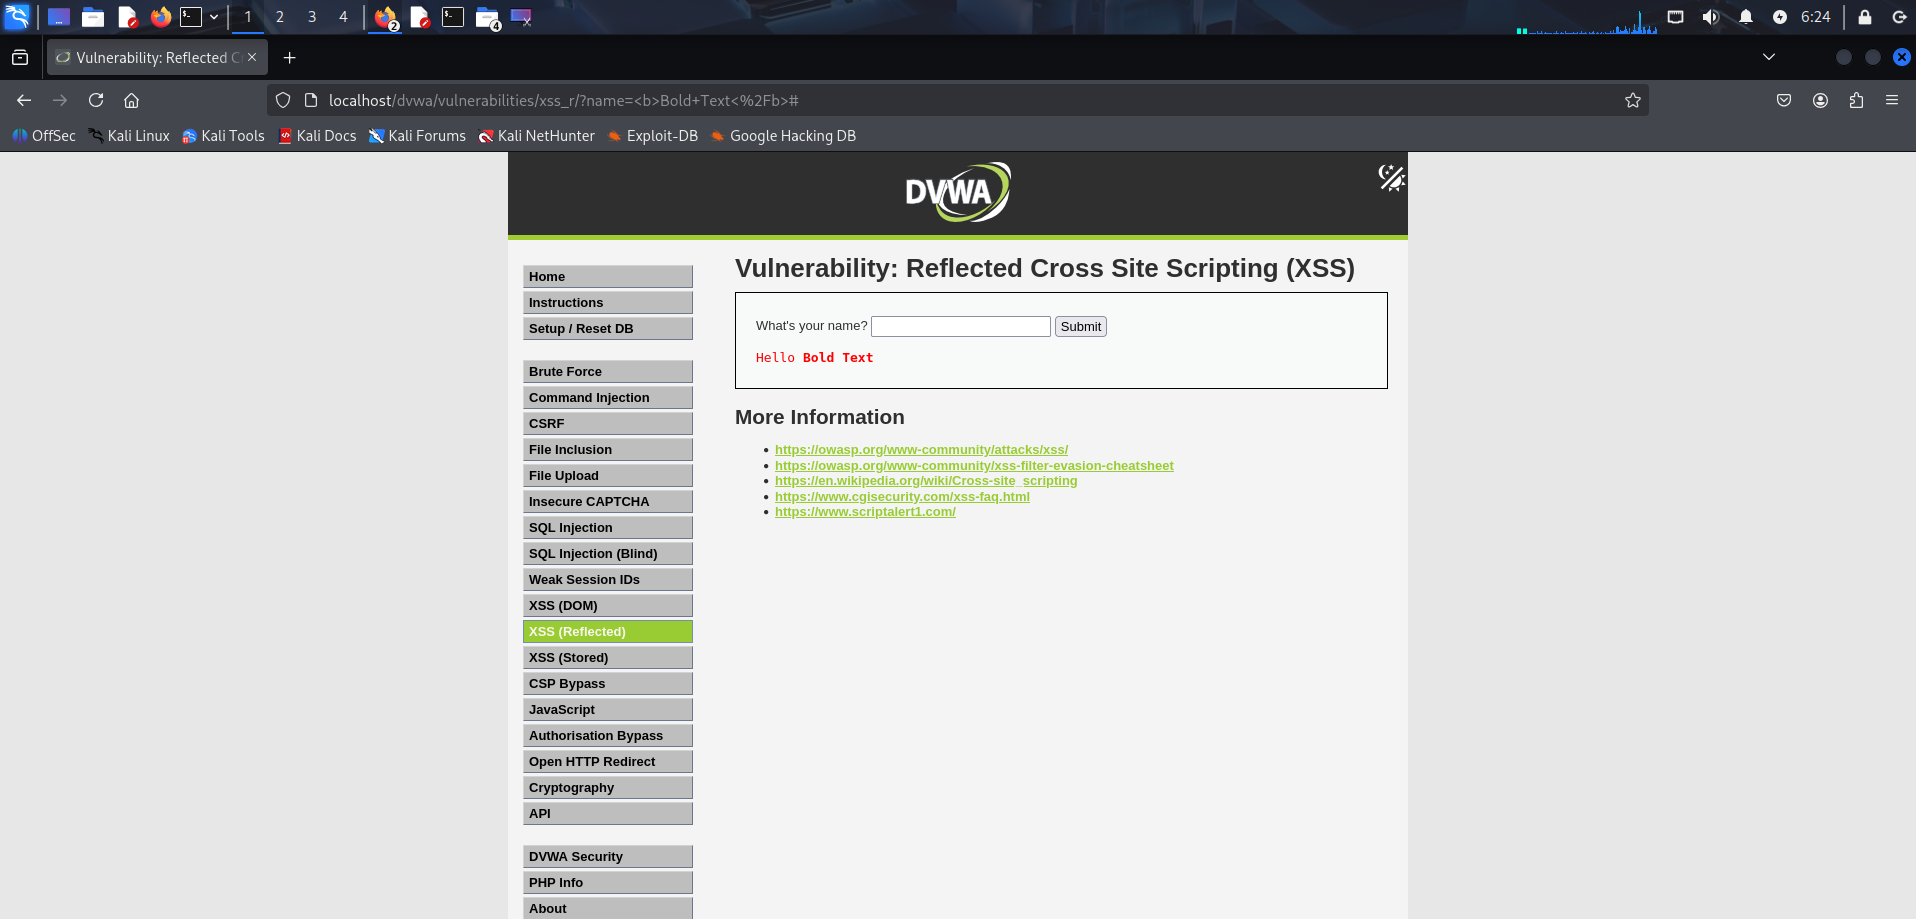 1 2 3 4 2 4 6:24
Vulnerability: Reflected C
localhost/dvwa/vulnerabilities/xss_r/?name=<b>Bold+Text<%2Fb>#
OffSec Kali Linux Kali Tools Kali Docs Kali Forums Kali NetHunter Exploit-DB Google Hacking DB
DVWA
Home
Instructions
Setup / Reset DB
Brute Force
Command Injection
CSRF
File Inclusion
File Upload
Insecure CAPTCHA
SQL Injection
SQL Injection (Blind)
Weak Session IDs
XSS (DOM)
XSS (Reflected)
XSS (Stored)
CSP Bypass
JavaScript
Authorisation Bypass
Open HTTP Redirect
Cryptography
API
DVWA Security
PHP Info
About
Vulnerability: Reflected Cross Site Scripting (XSS)
What's your name? Submit
Hello Bold Text
More Information
https://owasp.org/www-community/attacks/xss/
https://owasp.org/www-community/xss-filter-evasion-cheatsheet
https://en.wikipedia.org/wiki/Cross-site_scripting
https://www.cgisecurity.com/xss-faq.html
https://www.scriptalert1.com/